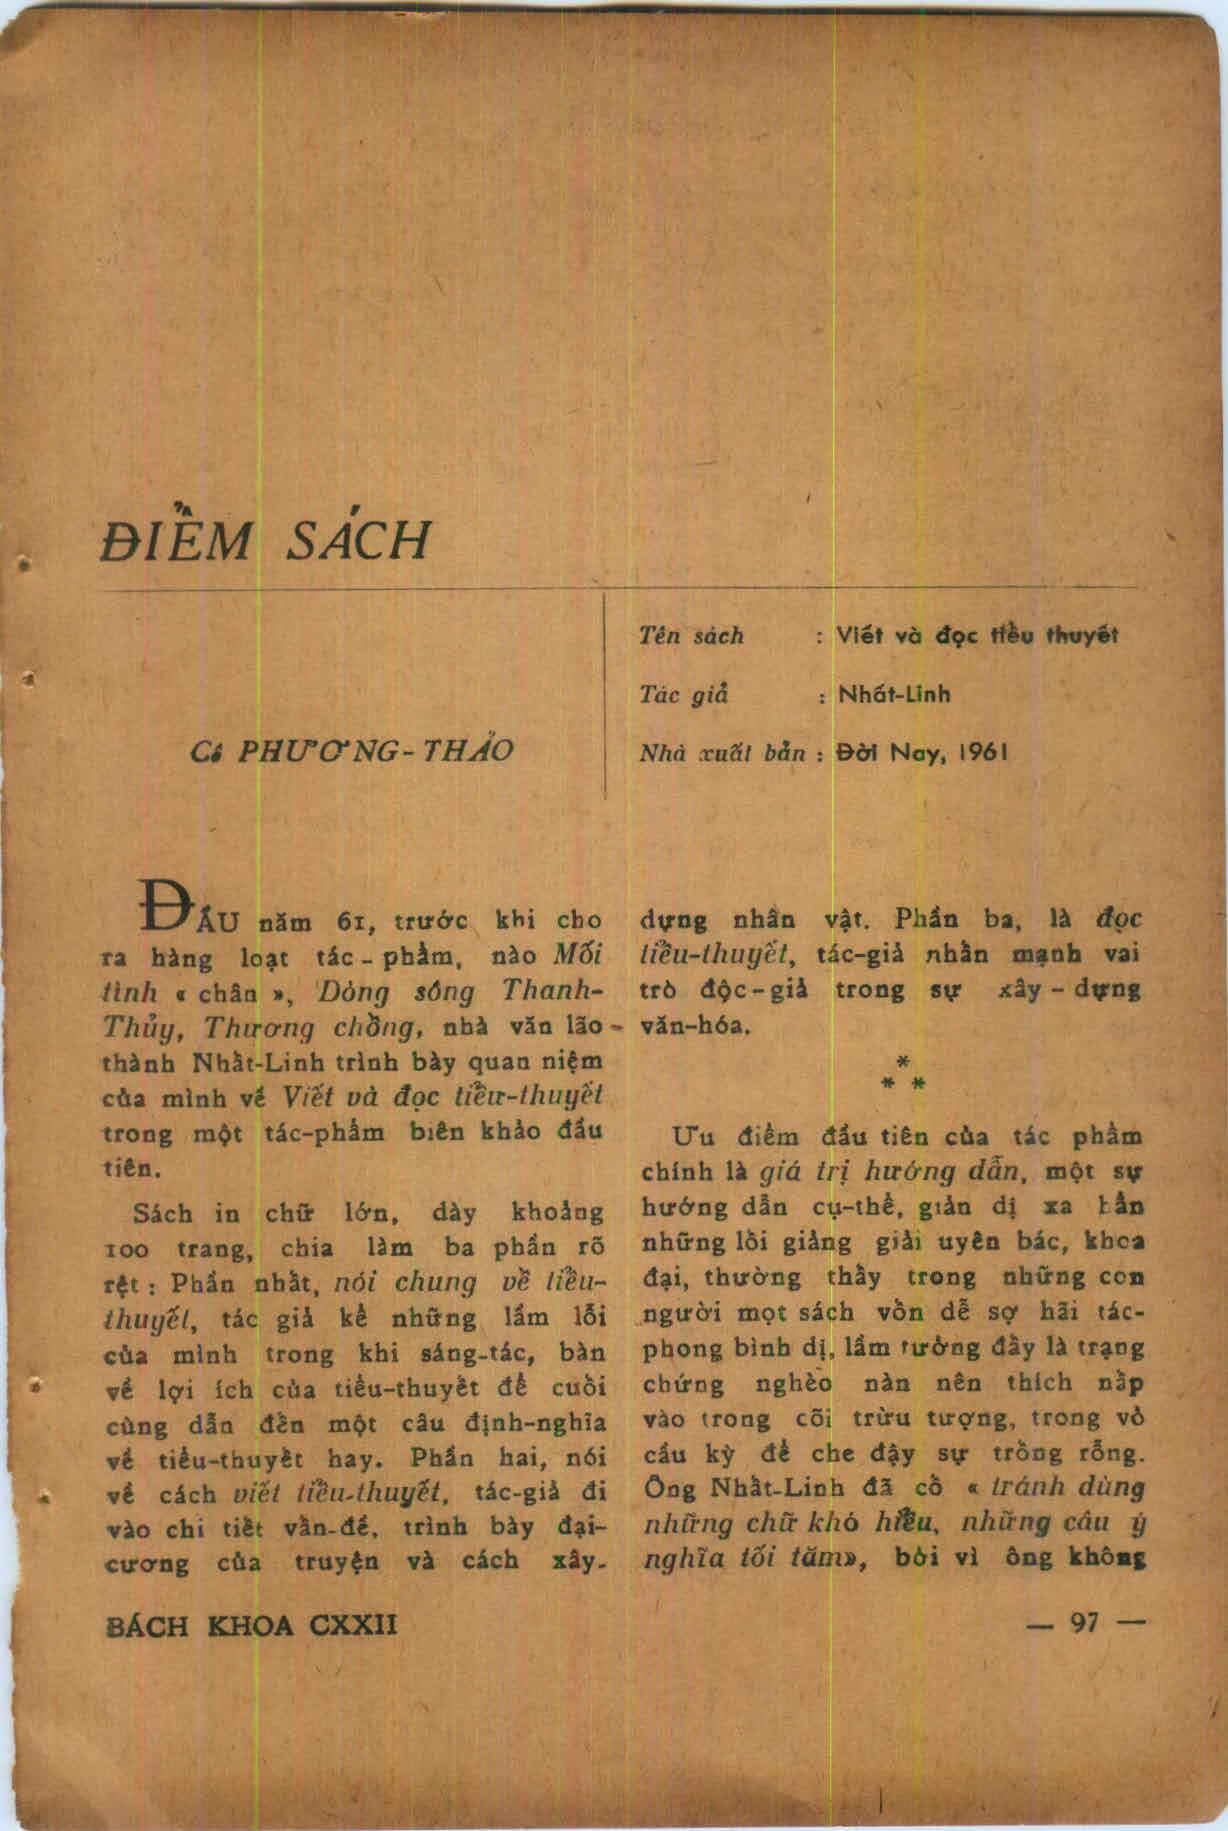 ĐIỂM SÁCH
Cô PHƯƠNG-THẢO
Tên sách : Viết và đọc tiểu thuyết
Tác giả : Nhất-Linh
Nhà xuất bản : Đời Nay, 1961
ĐẦU năm 61, trước khi cho
ra hàng loạt tác-phẩm, nào Mối
tình « chân », Dòng sông Thanh-
Thủy, Thương chồng, nhà văn lão-
thành Nhất-Linh trình bày quan niệm
của mình về Viết và đọc tiểu-thuyết
trong một tác-phẩm biên khảo đầu
tiên.
Sách in chữ lớn, dày khoảng
100 trang, chia làm ba phần rõ
rệt : Phần nhất, nói chung về tiểu-
thuyết, tác giả kể những lầm lỗi
của mình trong khi sáng-tác, bàn
về lợi ích của tiểu-thuyết để cuối
cùng dẫn đến một câu định-nghĩa
về tiểu-thuyết hay. Phần hai, nói
về cách viết tiểu-thuyết, tác-giả đi
vào chi tiết vấn-đề, trình bày đại-
cương của truyện và cách xây-
dựng nhân vật. Phần ba, là đọc
tiểu-thuyết, tác-giả nhấn mạnh vai
trò độc-giả trong sự xây-dựng
văn-hóa.
*
* *
Ưu điểm đầu tiên của tác phẩm
chính là giá trị hướng dẫn, một sự
hướng dẫn cụ-thể, giản dị xa hẳn
những lối giảng giải uyên bác, khoa
đại, thường thấy trong những con
người mọt sách vốn dễ sợ hãi tác-
phong bình dị, lầm tưởng đấy là trạng
chứng nghèo nàn nên thích nấp
vào trong cõi trừu tượng, trong vỏ
cầu kỳ để che đậy sự trống rỗng.
Ông Nhất-Linh đã cố « tránh dùng
những chữ khó hiểu, những câu ý
nghĩa tối tăm», bởi vì ông không
BÁCH KHOA CXXII
— 97 —